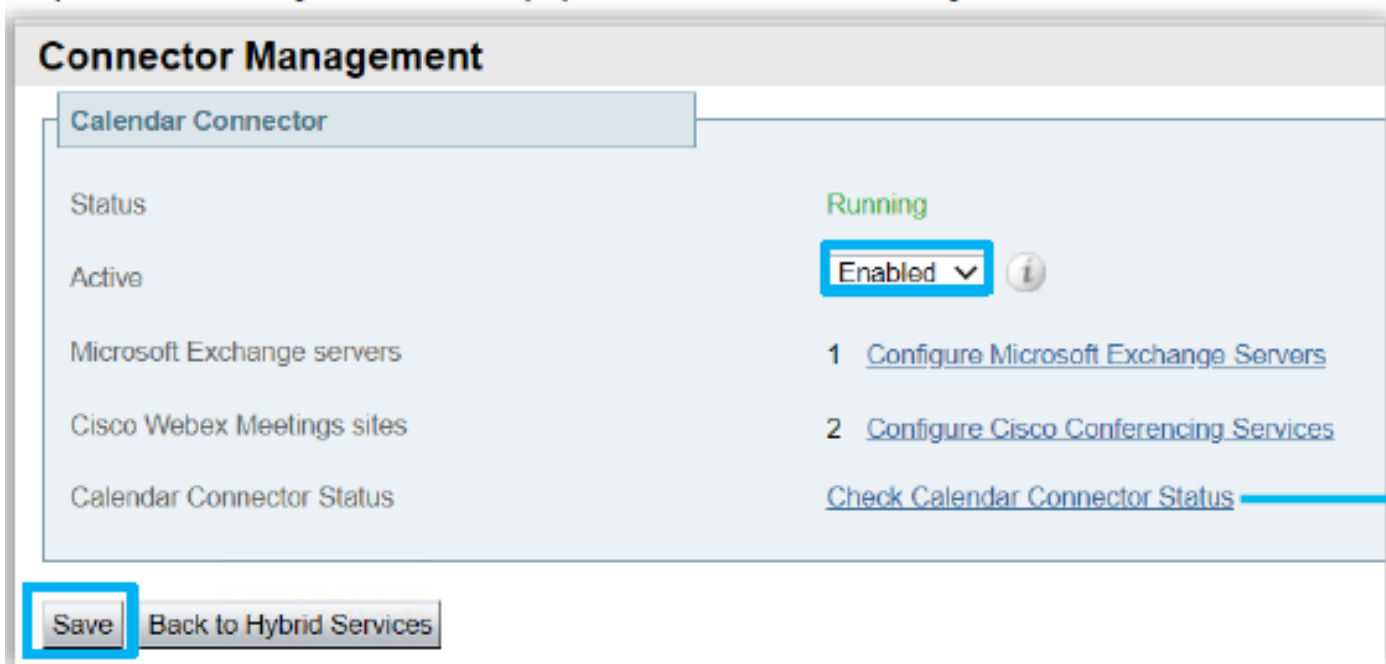 Connector Management
Calendar Connector
Status Running
Active Enabled i
Microsoft Exchange servers 1 Configure Microsoft Exchange Servers
Cisco Webex Meetings sites 2 Configure Cisco Conferencing Services
Calendar Connector Status Check Calendar Connector Status
Save Back to Hybrid Services